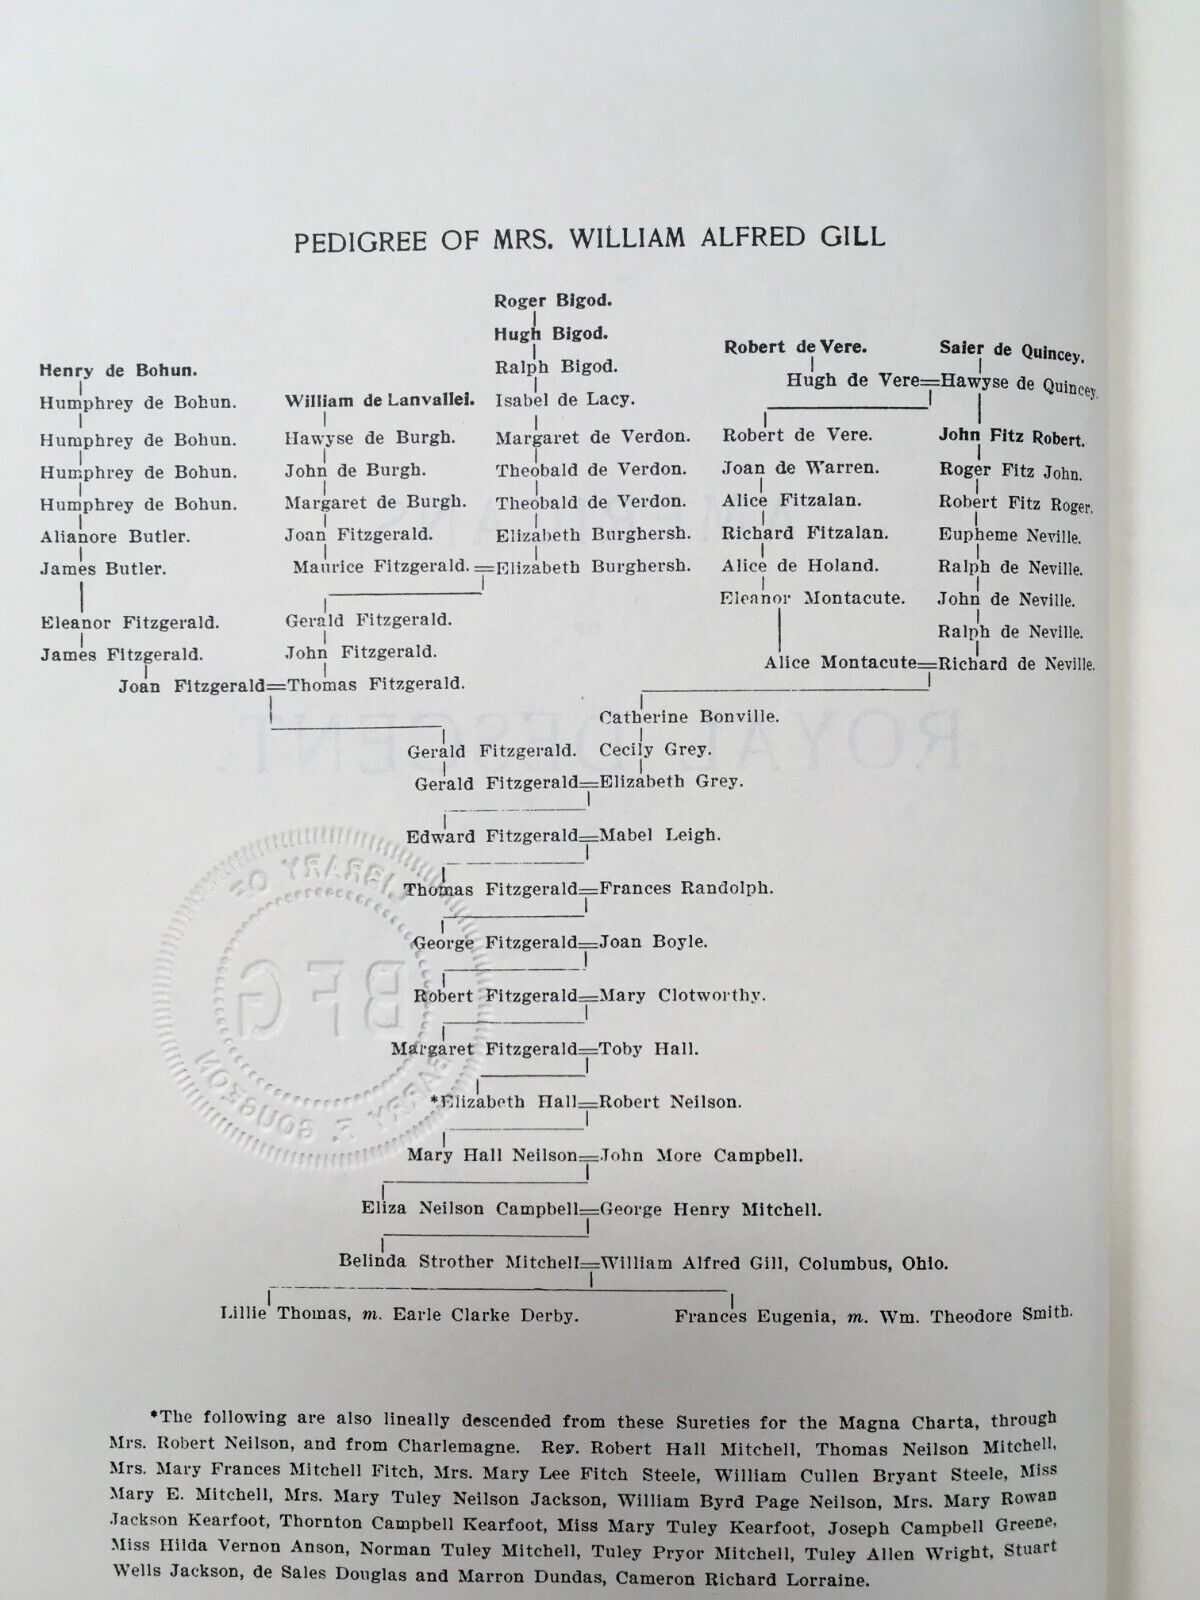 PEDIGREE OF MRS. WILLIAM ALFRED GILL
Roger Bigod.
Hugh Bigod.
Ralph Bigod.
Isabel de Lacy.
Margaret de Verdon.
Theobald de Verdon.
Theobald de Verdon.
Elizabeth Burghersh.
Henry de Bohun.
Humphrey de Bohun.
Humphrey de Bohun.
Humphrey de Bohun.
Humphrey de Bohun.
Alianore Butler.
James Butler.
Eleanor Fitzgerald.
James Fitzgerald.
William de Lanvallei.
Hawyse de Burgh.
John de Burgh.
Margaret de Burgh.
Joan Fitzgerald.
Maurice Fitzgerald.=Elizabeth Burghersh.
Gerald Fitzgerald.
John Fitzgerald.
Joan Fitzgerald=Thomas Fitzgerald.
Robert de Vere.
Saier de Quincey.
Hugh de Vere=Hawyse de Quincey.
Robert de Vere.
Joan de Warren.
Alice Fitzalan.
Richard Fitzalan.
Alice de Holand.
Eleanor Montacute.
John Fitz Robert.
Roger Fitz John.
Robert Fitz Roger.
Eupheme Neville.
Ralph de Neville.
John de Neville.
Ralph de Neville.
Alice Montacute=Richard de Neville.
Catherine Bonville.
Gerald Fitzgerald. Cecily Grey.
Gerald Fitzgerald=Elizabeth Grey.
Edward Fitzgerald=Mabel Leigh.
Thomas Fitzgerald=Frances Randolph.
George Fitzgerald=Joan Boyle.
Robert Fitzgerald=Mary Clotworthy.
Margaret Fitzgerald=Toby Hall.
*Elizabeth Hall=Robert Neilson.
Mary Hall Neilson=John More Campbell.
Eliza Neilson Campbell=George Henry Mitchell.
Belinda Strother Mitchell=William Alfred Gill, Columbus, Ohio.
Lillie Thomas, m. Earle Clarke Derby.
Frances Eugenia, m. Wm. Theodore Smith.
LIBRARY OF
BFG
BARRY F. HOUGTON
ROYAL DESCENT
*The following are also lineally descended from these Sureties for the Magna Charta, through
Mrs. Robert Neilson, and from Charlemagne. Rev. Robert Hall Mitchell, Thomas Neilson Mitchell,
Mrs. Mary Frances Mitchell Fitch, Mrs. Mary Lee Fitch Steele, William Cullen Bryant Steele, Miss
Mary E. Mitchell, Mrs. Mary Tuley Neilson Jackson, William Byrd Page Neilson, Mrs. Mary Rowan
Jackson Kearfoot, Thornton Campbell Kearfoot, Miss Mary Tuley Kearfoot, Joseph Campbell Greene,
Miss Hilda Vernon Anson, Norman Tuley Mitchell, Tuley Pryor Mitchell, Tuley Allen Wright, Stuart
Wells Jackson, de Sales Douglas and Marron Dundas, Cameron Richard Lorraine.